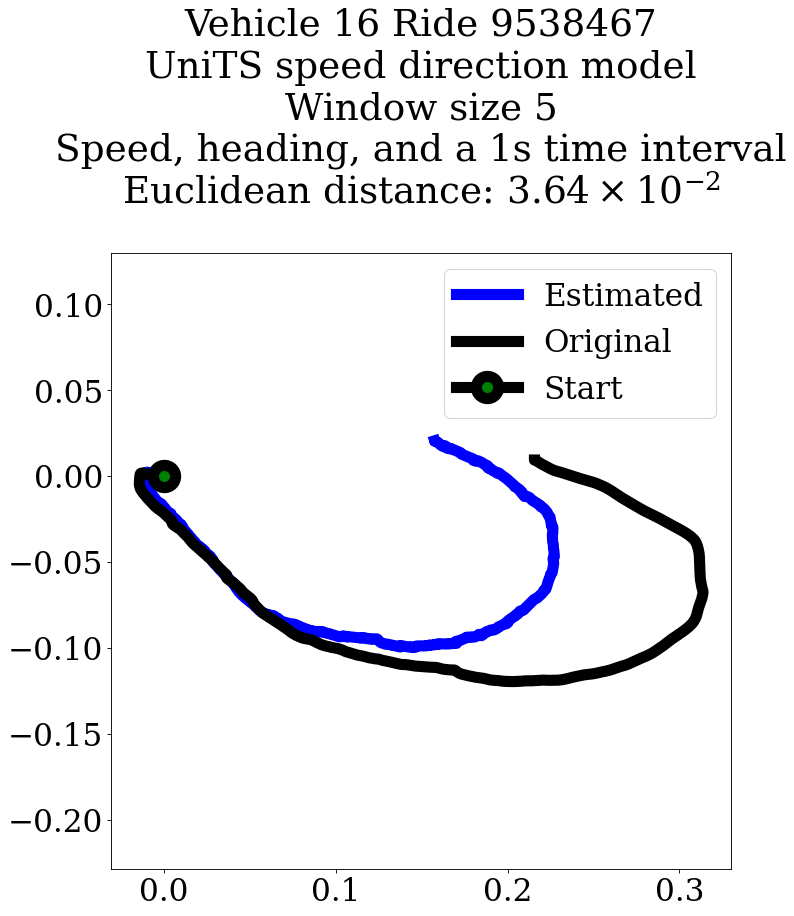 Vehicle 16 Ride 9538467
UniTS speed direction model
Window size 5
Speed, heading, and a 1s time interval
Euclidean distance: 3.64 × 10⁻²
Estimated
Original
Start
0.10
0.05
0.00
−0.05
−0.10
−0.15
−0.20
0.0 0.1 0.2 0.3